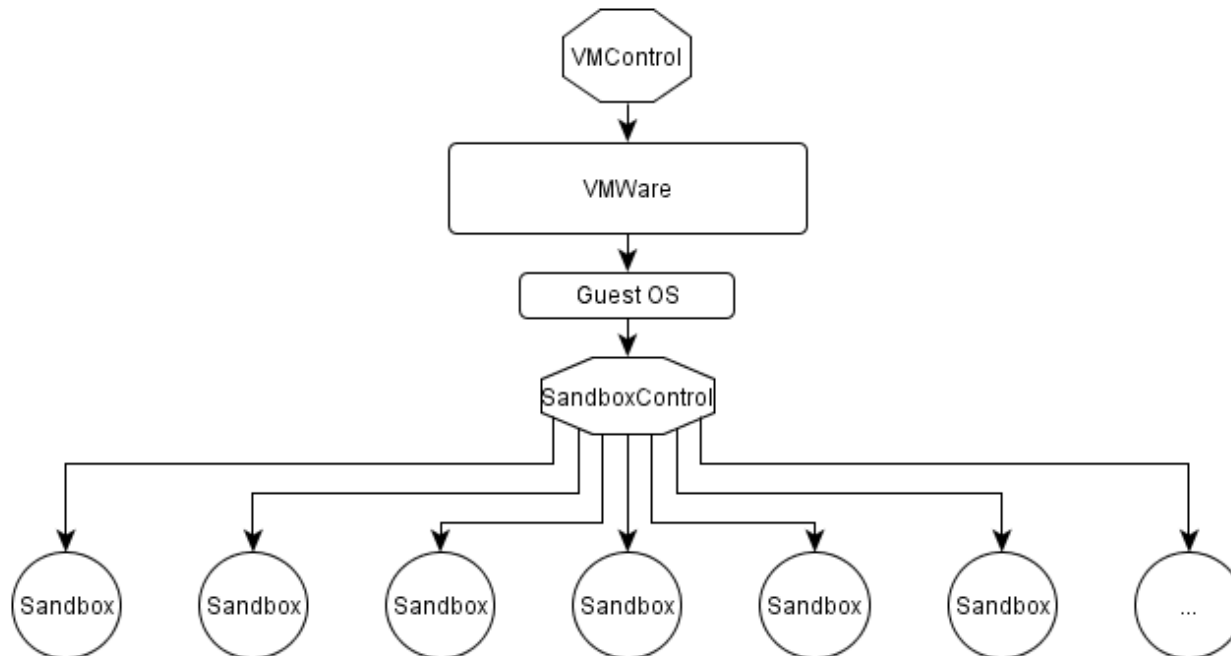 VMControl
VMWare
Guest OS
SandboxControl
Sandbox
Sandbox
Sandbox
Sandbox
Sandbox
Sandbox
...